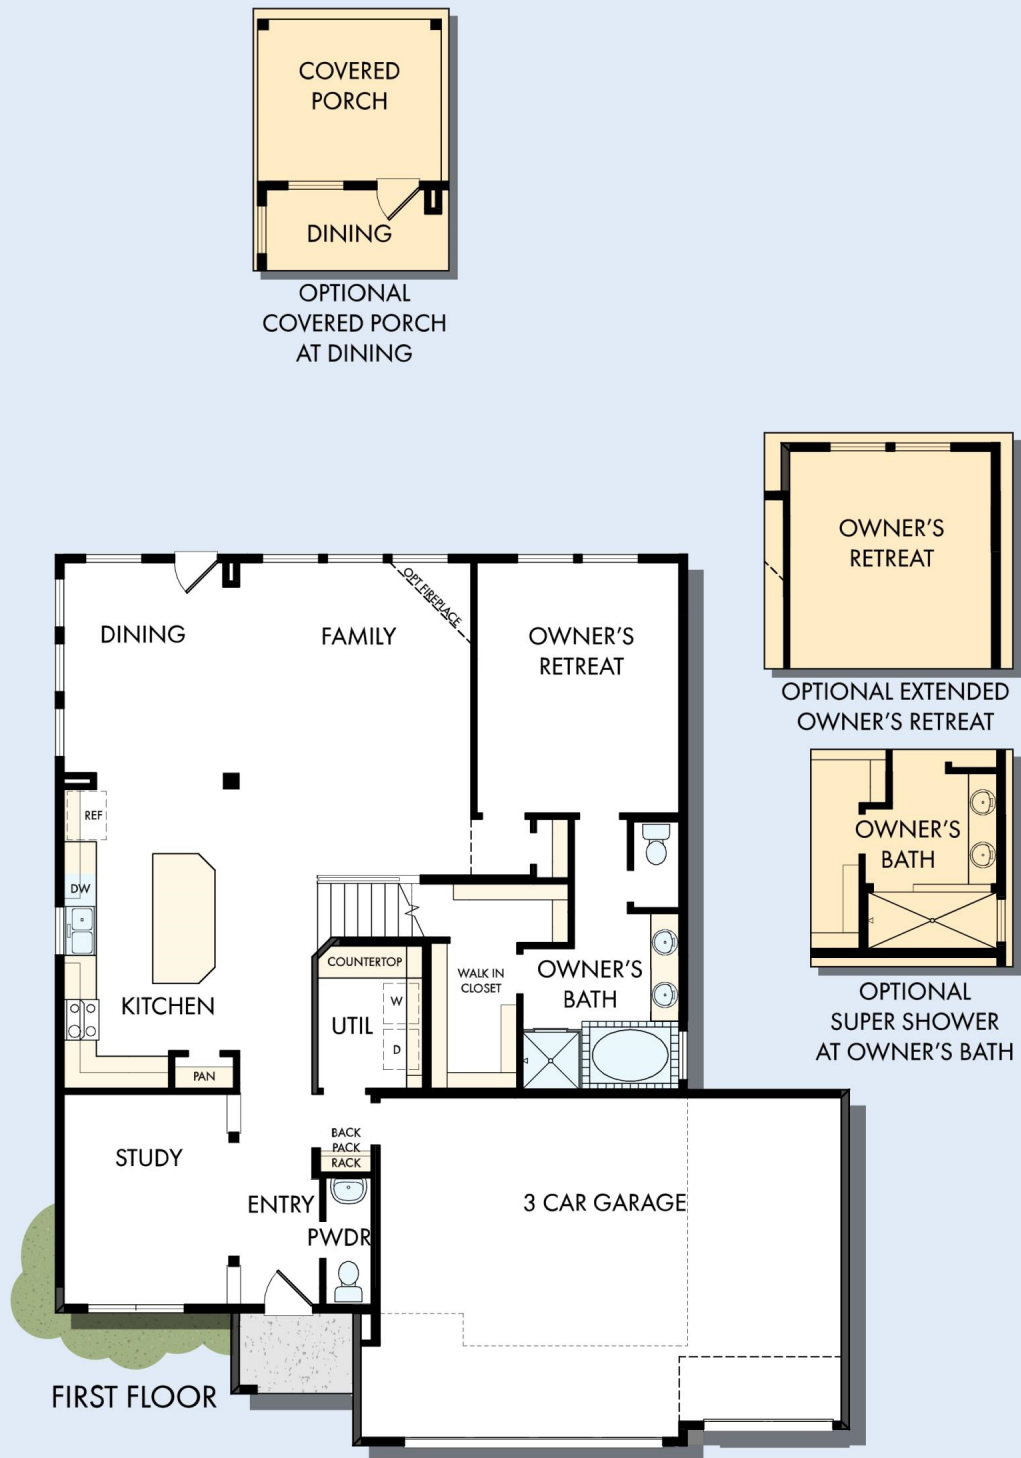 COVERED
PORCH
DINING
OPTIONAL
COVERED PORCH
AT DINING
OWNER'S
RETREAT
OPTIONAL EXTENDED
OWNER'S RETREAT
OWNER'S
BATH
OPTIONAL
SUPER SHOWER
AT OWNER'S BATH
DINING
FAMILY
OPT FIREPLACE
OWNER'S
RETREAT
REF
DW
KITCHEN
PAN
COUNTERTOP
W
UTIL
D
WALK IN
CLOSET
OWNER'S
BATH
STUDY
BACK
PACK
RACK
ENTRY
PWDR
3 CAR GARAGE
FIRST FLOOR